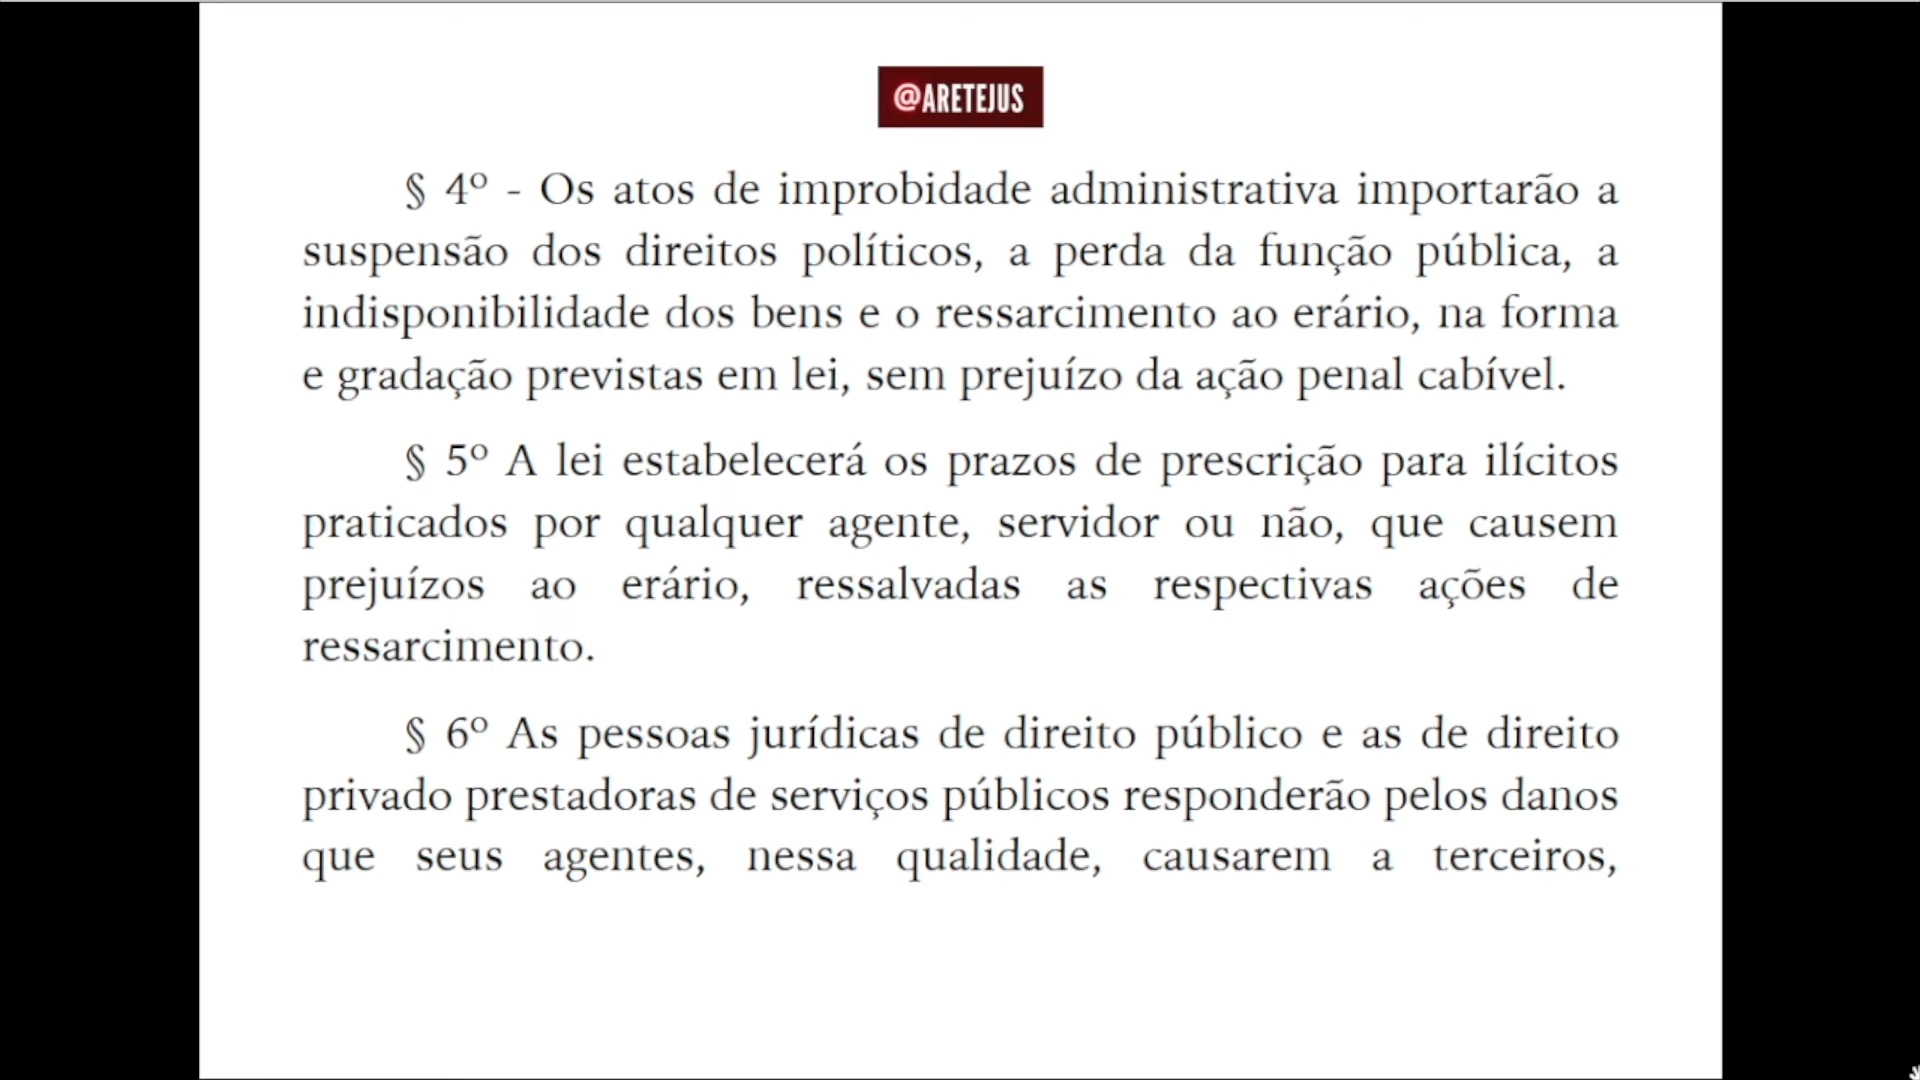 @ARETEJUS
§ 4º - Os atos de improbidade administrativa importarão a
suspensão dos direitos políticos, a perda da função pública, a
indisponibilidade dos bens e o ressarcimento ao erário, na forma
e gradação previstas em lei, sem prejuízo da ação penal cabível.
§ 5º A lei estabelecerá os prazos de prescrição para ilícitos
praticados por qualquer agente, servidor ou não, que causem
prejuízos ao erário, ressalvadas as respectivas ações de
ressarcimento.
§ 6º As pessoas jurídicas de direito público e as de direito
privado prestadoras de serviços públicos responderão pelos danos
que seus agentes, nessa qualidade, causarem a terceiros,